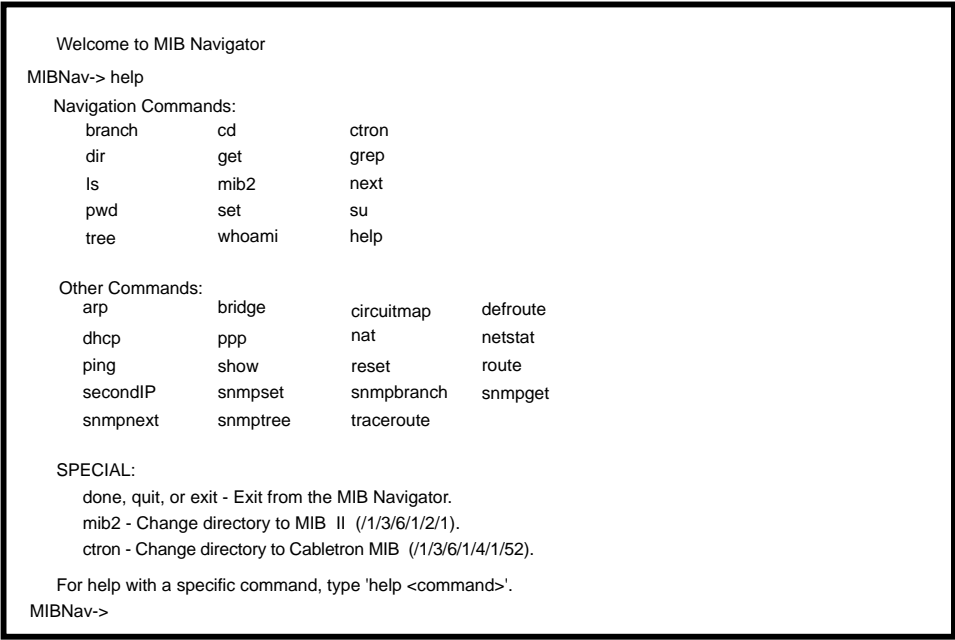 Welcome to MIB Navigator
MIBNav-> help
Navigation Commands:
branch cd ctron
dir get grep
ls mib2 next
pwd set su
tree whoami help
Other Commands:
arp bridge circuitmap defroute
dhcp ppp nat netstat
ping show reset route
secondIP snmpset snmpbranch snmpget
snmpnext snmptree traceroute
SPECIAL:
done, quit, or exit - Exit from the MIB Navigator.
mib2 - Change directory to MIB II (/1/3/6/1/2/1).
ctron - Change directory to Cabletron MIB (/1/3/6/1/4/1/52).
For help with a specific command, type 'help <command>'.
MIBNav->